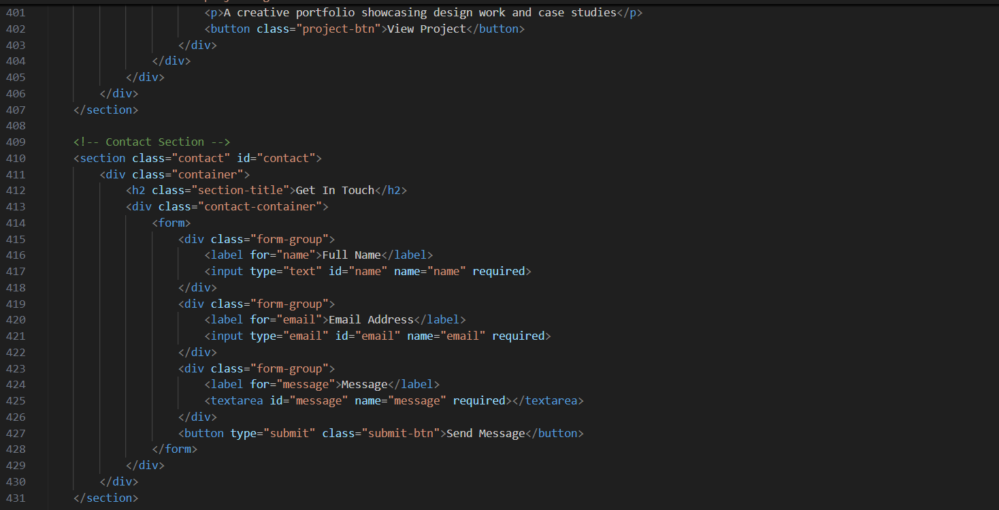 401                         <p>A creative portfolio showcasing design work and case studies</p>
402                         <button class="project-btn">View Project</button>
403                     </div>
404                 </div>
405             </div>
406         </div>
407     </section>
408
409     <!-- Contact Section -->
410     <section class="contact" id="contact">
411         <div class="container">
412             <h2 class="section-title">Get In Touch</h2>
413             <div class="contact-container">
414                 <form>
415                     <div class="form-group">
416                         <label for="name">Full Name</label>
417                         <input type="text" id="name" name="name" required>
418                     </div>
419                     <div class="form-group">
420                         <label for="email">Email Address</label>
421                         <input type="email" id="email" name="email" required>
422                     </div>
423                     <div class="form-group">
424                         <label for="message">Message</label>
425                         <textarea id="message" name="message" required></textarea>
426                     </div>
427                     <button type="submit" class="submit-btn">Send Message</button>
428                 </form>
429             </div>
430         </div>
431     </section>